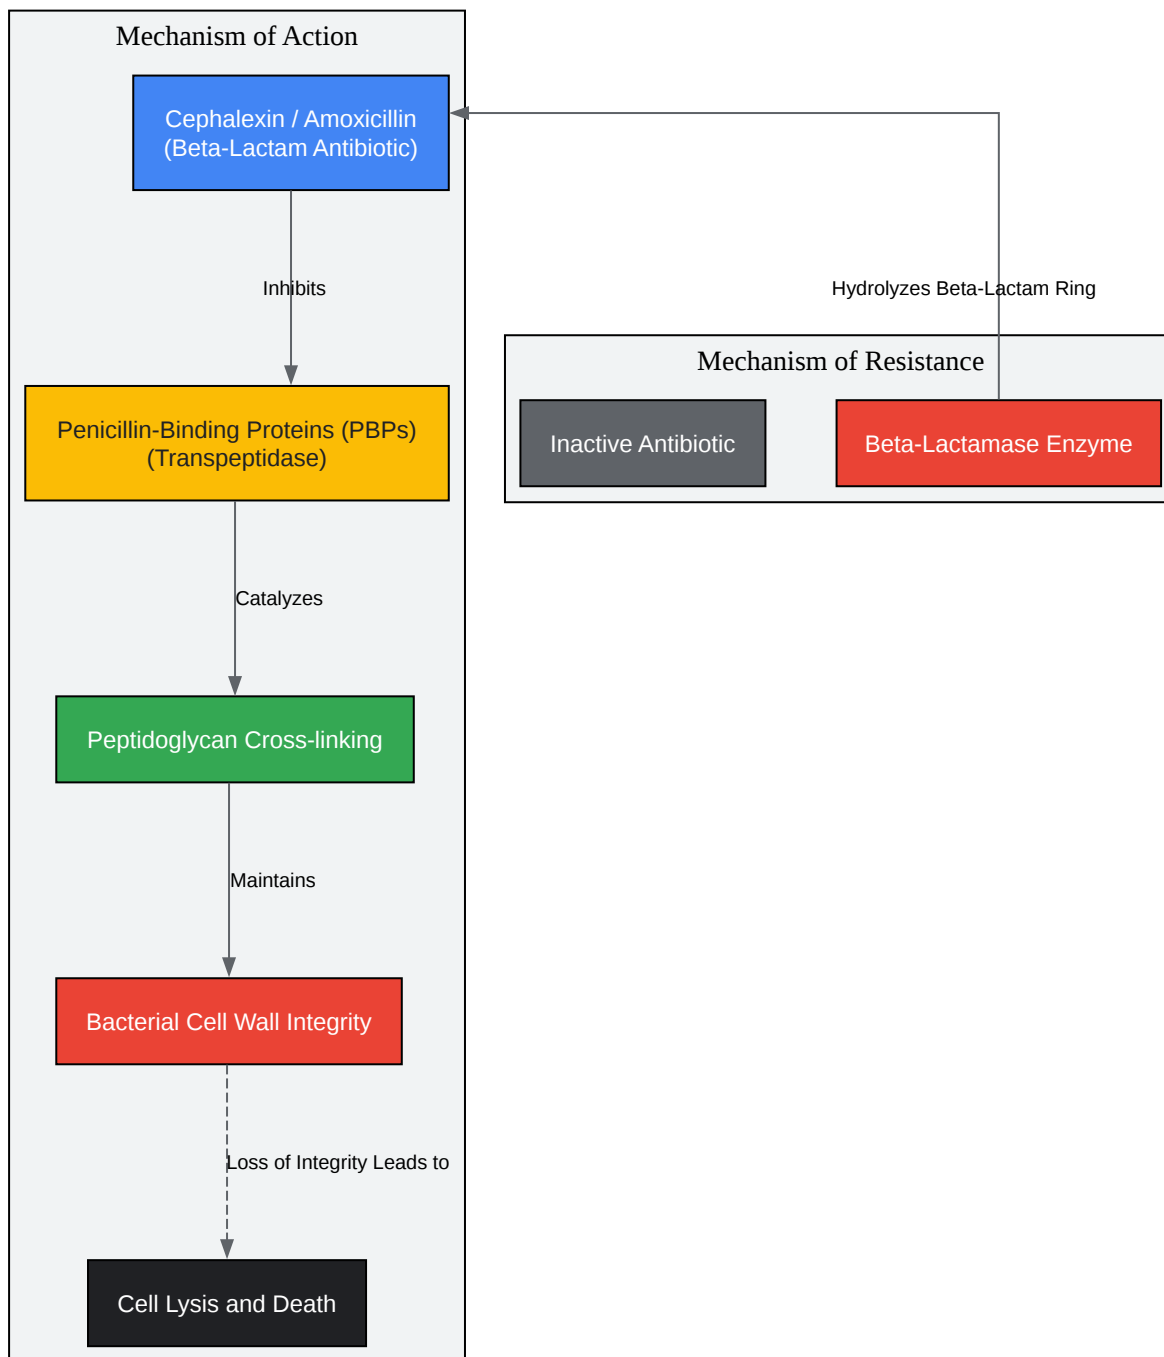 Mechanism of Action
Cephalexin / Amoxicillin
(Beta-Lactam Antibiotic)
Inhibits
Hydrolyzes Beta-Lactam Ring
Mechanism of Resistance
Inactive Antibiotic
Beta-Lactamase Enzyme
Penicillin-Binding Proteins (PBPs)
(Transpeptidase)
Catalyzes
Peptidoglycan Cross-linking
Maintains
Bacterial Cell Wall Integrity
Loss of Integrity Leads to
Cell Lysis and Death